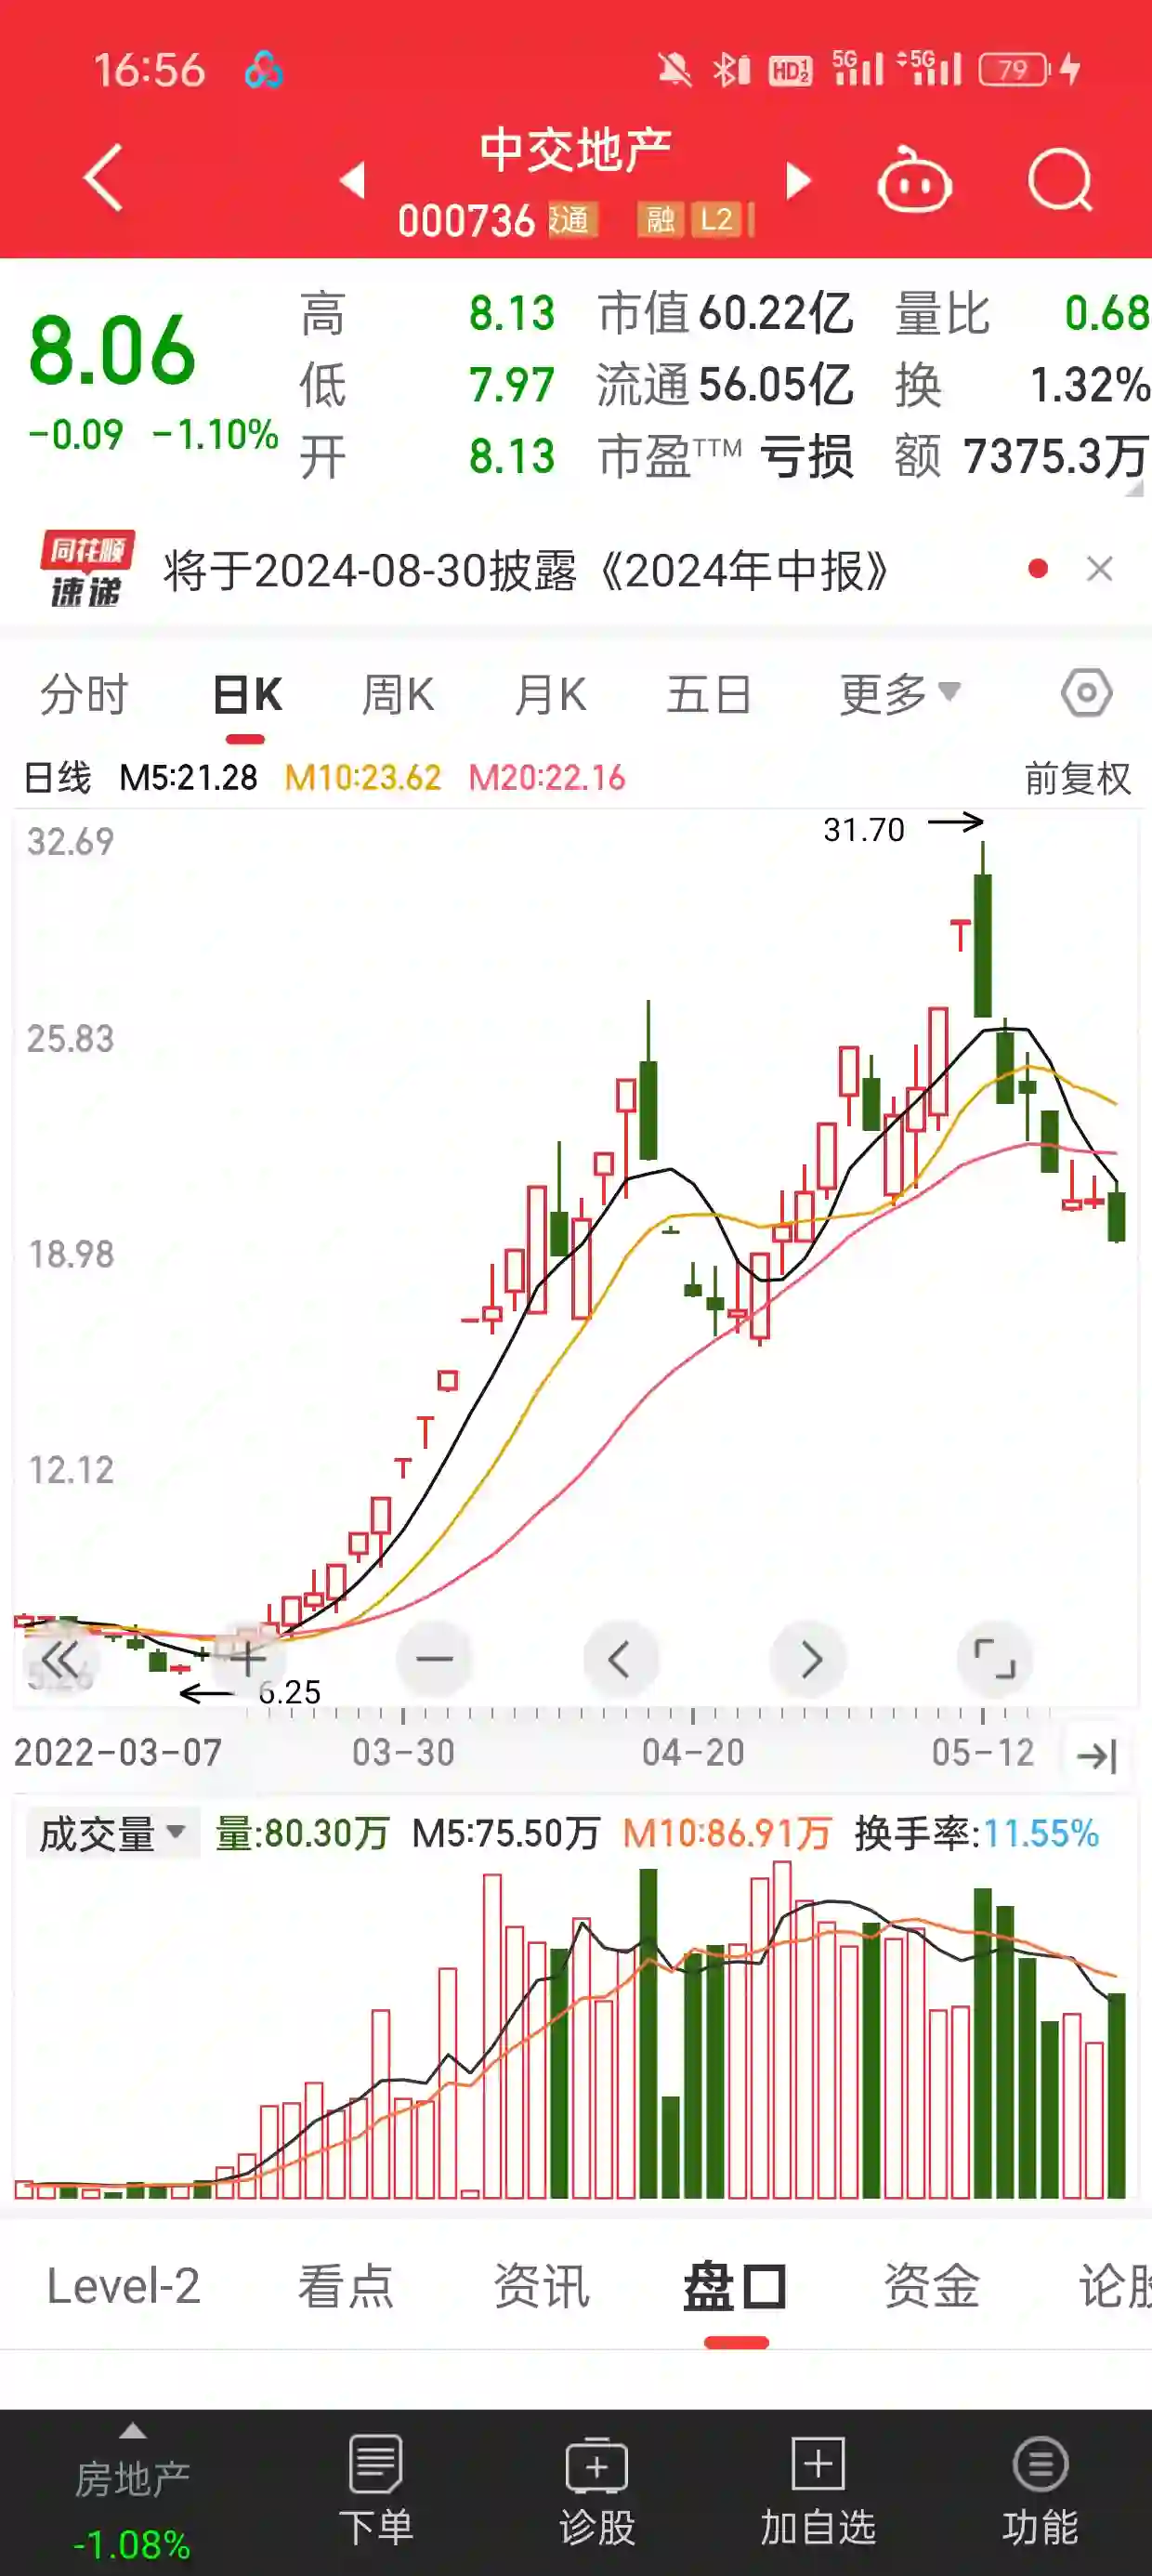 16:56 HD 1 2 5G 5G 79
中交地产
000736 通 融 L2
8.06
-0.09 -1.10%
高 8.13 市值 60.22亿 量比 0.68
低 7.97 流通 56.05亿 换 1.32%
开 8.13 市盈TTM 亏损 额 7375.3万
同花顺
速递
将于2024-08-30披露《2024年中报》
分时 日K 周K 月K 五日 更多
日线 M5:21.28 M10:23.62 M20:22.16 前复权
32.69
31.70
25.83
18.98
12.12
5.26
6.25
2022-03-07 03-30 04-20 05-12
成交量 量:80.30万 M5:75.50万 M10:86.91万 换手率:11.55%
Level-2 看点 资讯 盘口 资金 论股
房地产
-1.08%
下单 诊股 加自选 功能